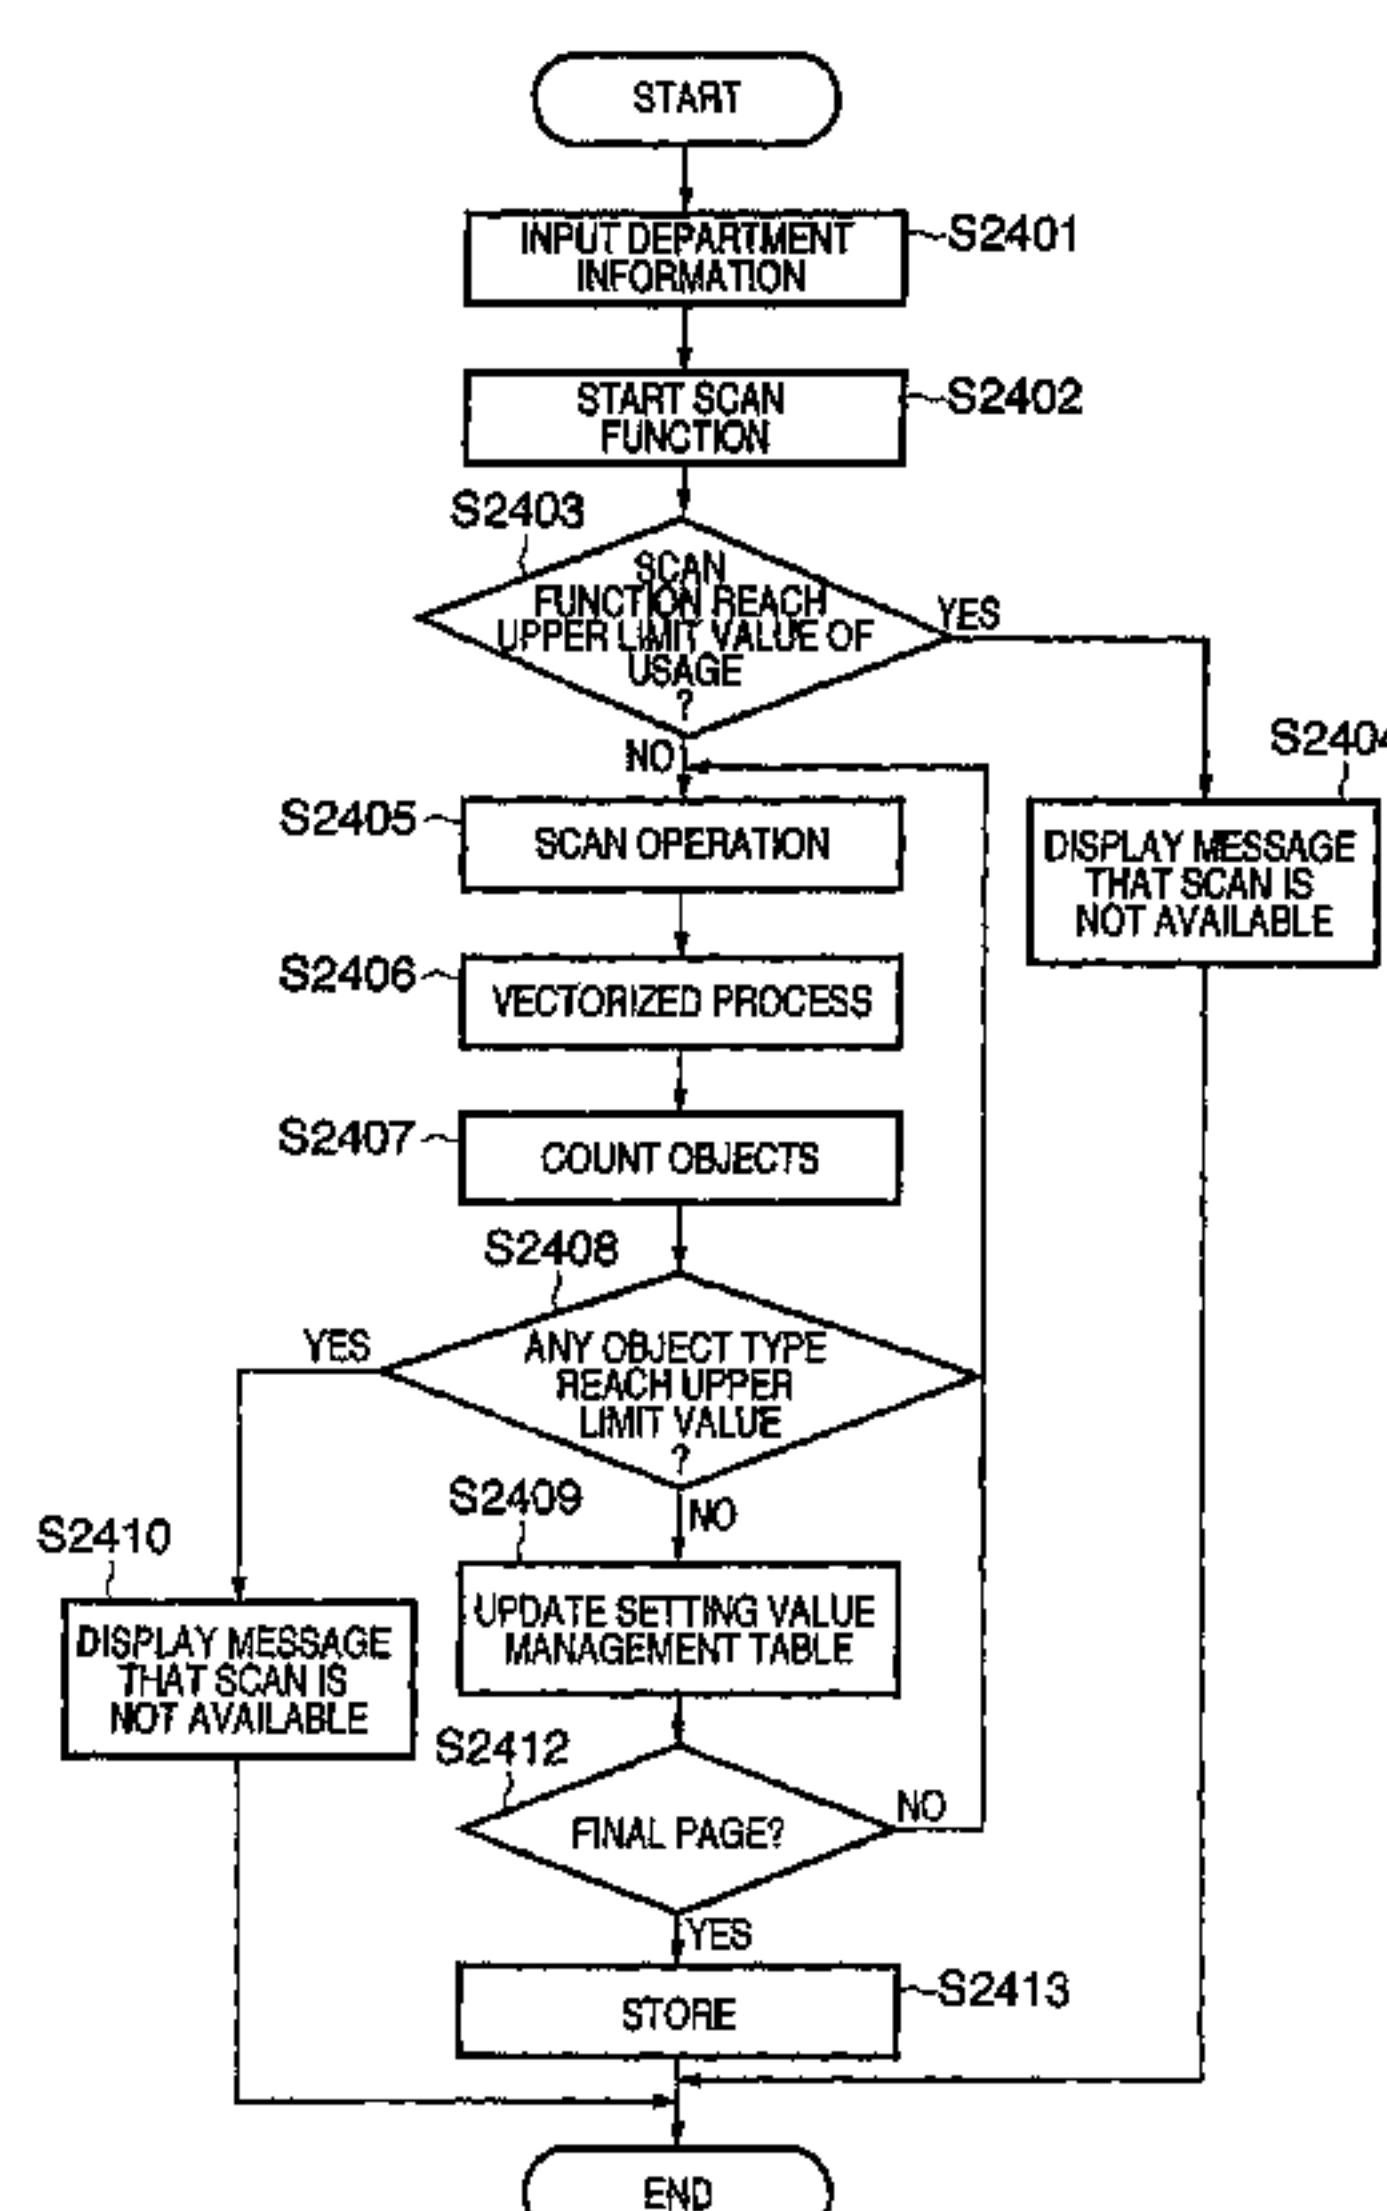 START
INPUT DEPARTMENT
INFORMATION
S2401
START SCAN
FUNCTION
S2402
S2403
SCAN
FUNCTION REACH
UPPER LIMIT VALUE OF
USAGE
?
YES
NO
S2404
DISPLAY MESSAGE
THAT SCAN IS
NOT AVAILABLE
S2405
SCAN OPERATION
S2406
VECTORIZED PROCESS
S2407
COUNT OBJECTS
S2408
ANY OBJECT TYPE
REACH UPPER
LIMIT VALUE
?
YES
NO
S2409
UPDATE SETTING VALUE
MANAGEMENT TABLE
S2410
DISPLAY MESSAGE
THAT SCAN IS
NOT AVAILABLE
S2412
FINAL PAGE?
NO
YES
STORE
S2413
END